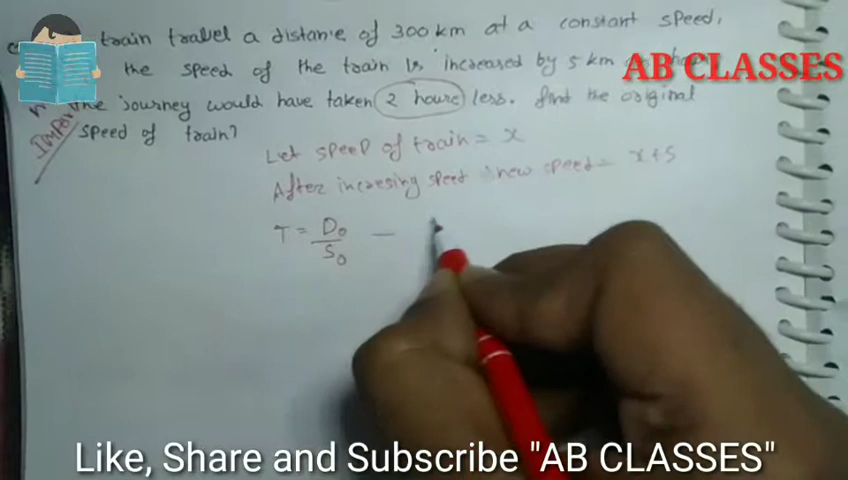 train travel a distance of 300 km at a constant speed.
the speed of the train is increased by 5 km
AB CLASSES
the journey would have taken 2 hours less. find the original
speed of train?
Let speed of train = x
After incresing speed new speed = x+5
T = D₀/S₀ –
Like, Share and Subscribe "AB CLASSES"